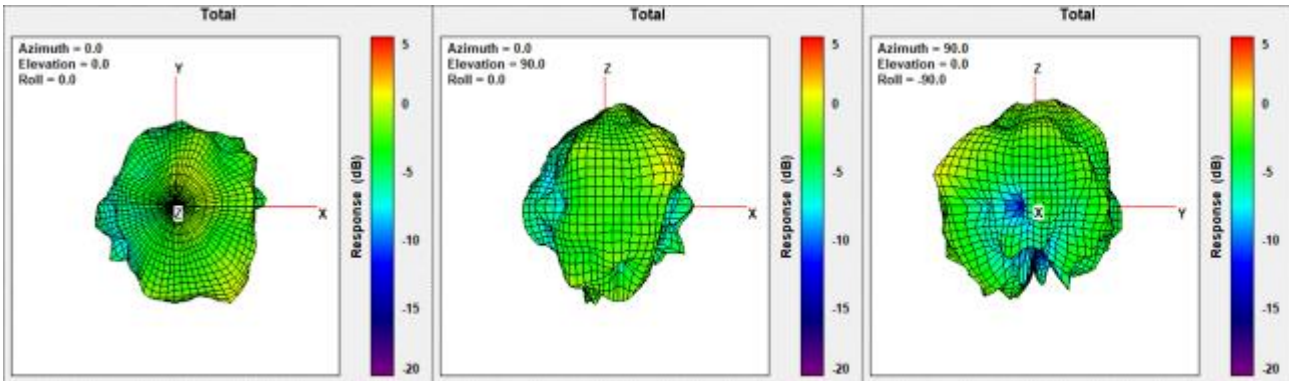 Total
Azimuth = 0.0
Elevation = 0.0
Roll = 0.0
Y
Z
X
5
0
-5
-10
-15
-20
Response (dB)
Total
Azimuth = 0.0
Elevation = 90.0
Roll = 0.0
Z
X
5
0
-5
-10
-15
-20
Response (dB)
Total
Azimuth = 90.0
Elevation = 0.0
Roll = -90.0
Z
X
Y
5
0
-5
-10
-15
-20
Response (dB)